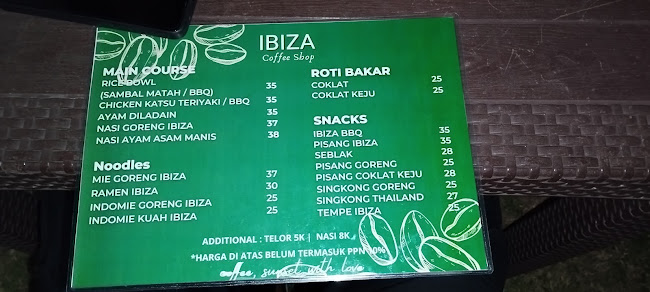 IBIZA
Coffee Shop
MAIN COURSE
RICE BOWL
(SAMBAL MATAH / BBQ) 35
CHICKEN KATSU TERIYAKI / BBQ 35
AYAM DILADAIN 35
NASI GORENG IBIZA 37
NASI AYAM ASAM MANIS 38
Noodles
MIE GORENG IBIZA 37
RAMEN IBIZA 30
INDOMIE GORENG IBIZA 25
INDOMIE KUAH IBIZA 25
ROTI BAKAR
COKLAT 25
COKLAT KEJU 25
SNACKS
IBIZA BBQ 35
PISANG IBIZA 35
SEBLAK 28
PISANG GORENG 25
PISANG COKLAT KEJU 28
SINGKONG GORENG 25
SINGKONG THAILAND 27
TEMPE IBIZA 25
ADDITIONAL : TELOR 5K | NASI 8K
*HARGA DI ATAS BELUM TERMASUK PPN 10%
coffee, sunset with love